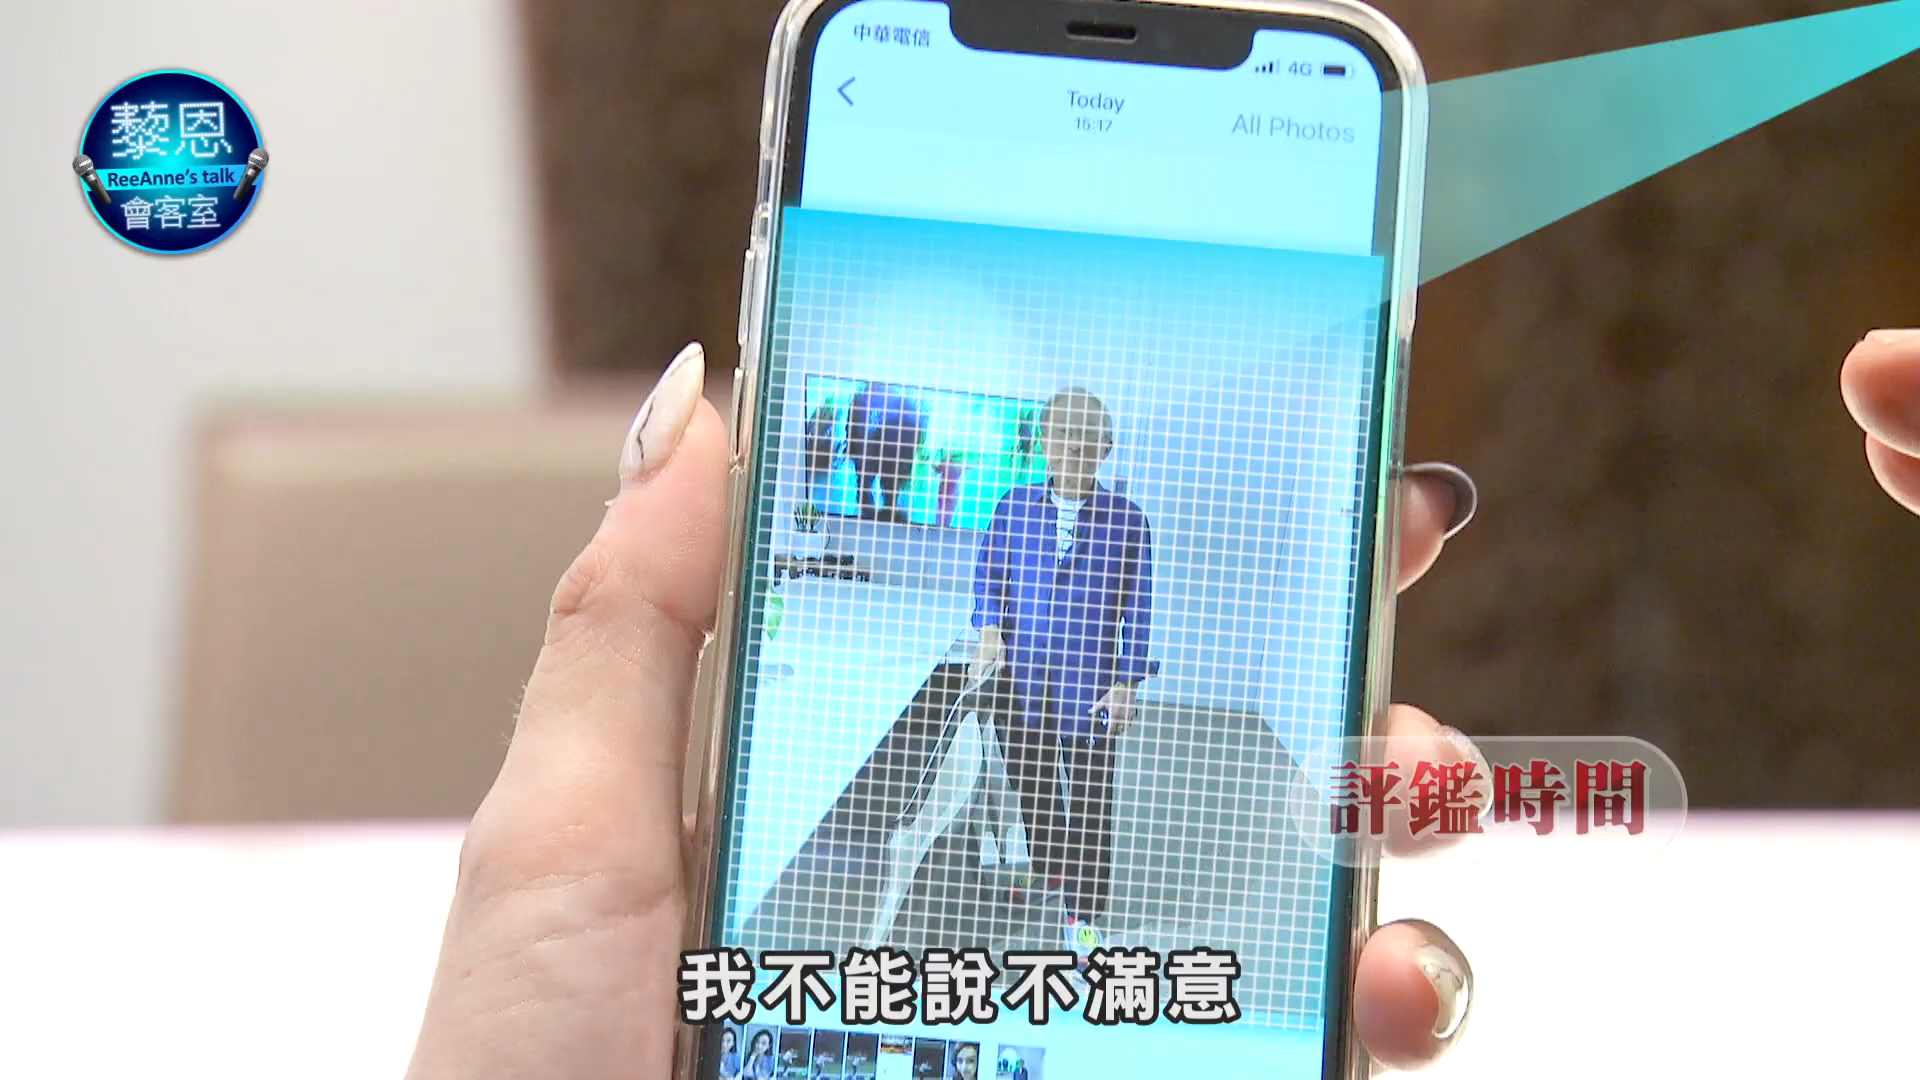 中華電信
4G
Today
15:17
All Photos
黎恩
ReeAnne's talk
會客室
評鑑時間
我不能說不滿意